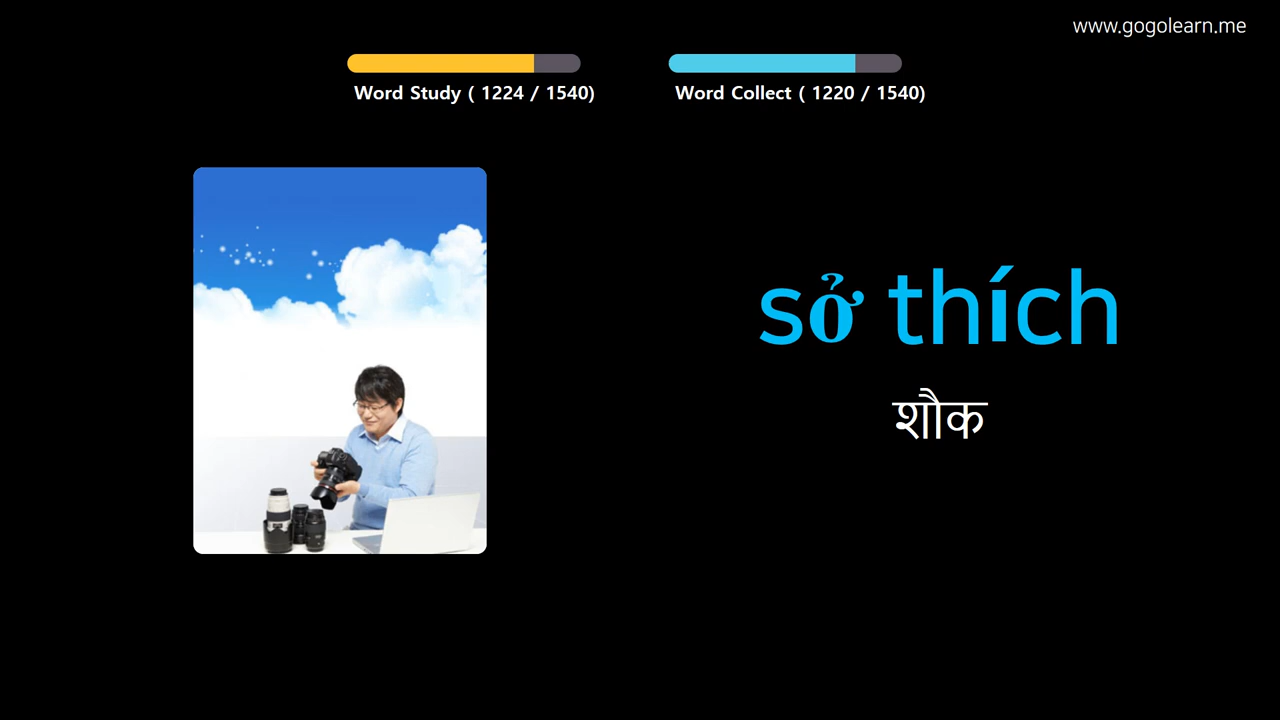 www.gogolearn.me
Word Study ( 1224 / 1540)
Word Collect ( 1220 / 1540)
sở thích
शौक